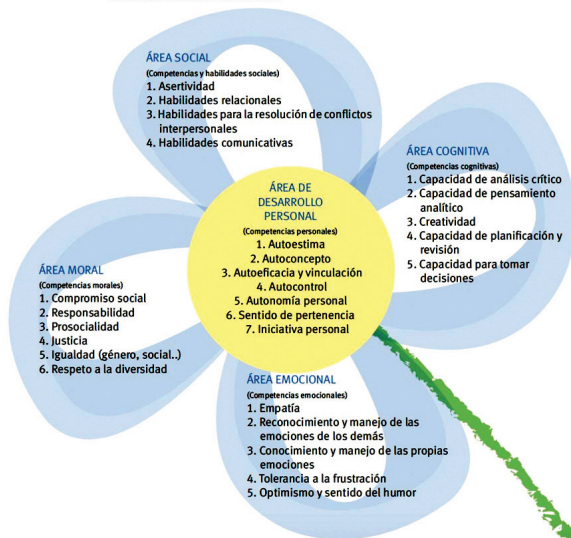 ÁREA SOCIAL
(Competencias y habilidades sociales)
1. Asertividad
2. Habilidades relacionales
3. Habilidades para la resolución de conflictos
interpersonales
4. Habilidades comunicativas
ÁREA COGNITIVA
(Competencias cognitivas)
1. Capacidad de análisis crítico
2. Capacidad de pensamiento
analítico
3. Creatividad
4. Capacidad de planificación y
revisión
5. Capacidad para tomar
decisiones
ÁREA DE
DESARROLLO
PERSONAL
(Competencias personales)
1. Autoestima
2. Autoconcepto
3. Autoeficacia y vinculación
4. Autocontrol
5. Autonomía personal
6. Sentido de pertenencia
7. Iniciativa personal
ÁREA MORAL
(Competencias morales)
1. Compromiso social
2. Responsabilidad
3. Prosocialidad
4. Justicia
5. Igualdad (género, social..)
6. Respeto a la diversidad
ÁREA EMOCIONAL
(Competencias emocionales)
1. Empatía
2. Reconocimiento y manejo de las
emociones de los demás
3. Conocimiento y manejo de las propias
emociones
4. Tolerancia a la frustración
5. Optimismo y sentido del humor